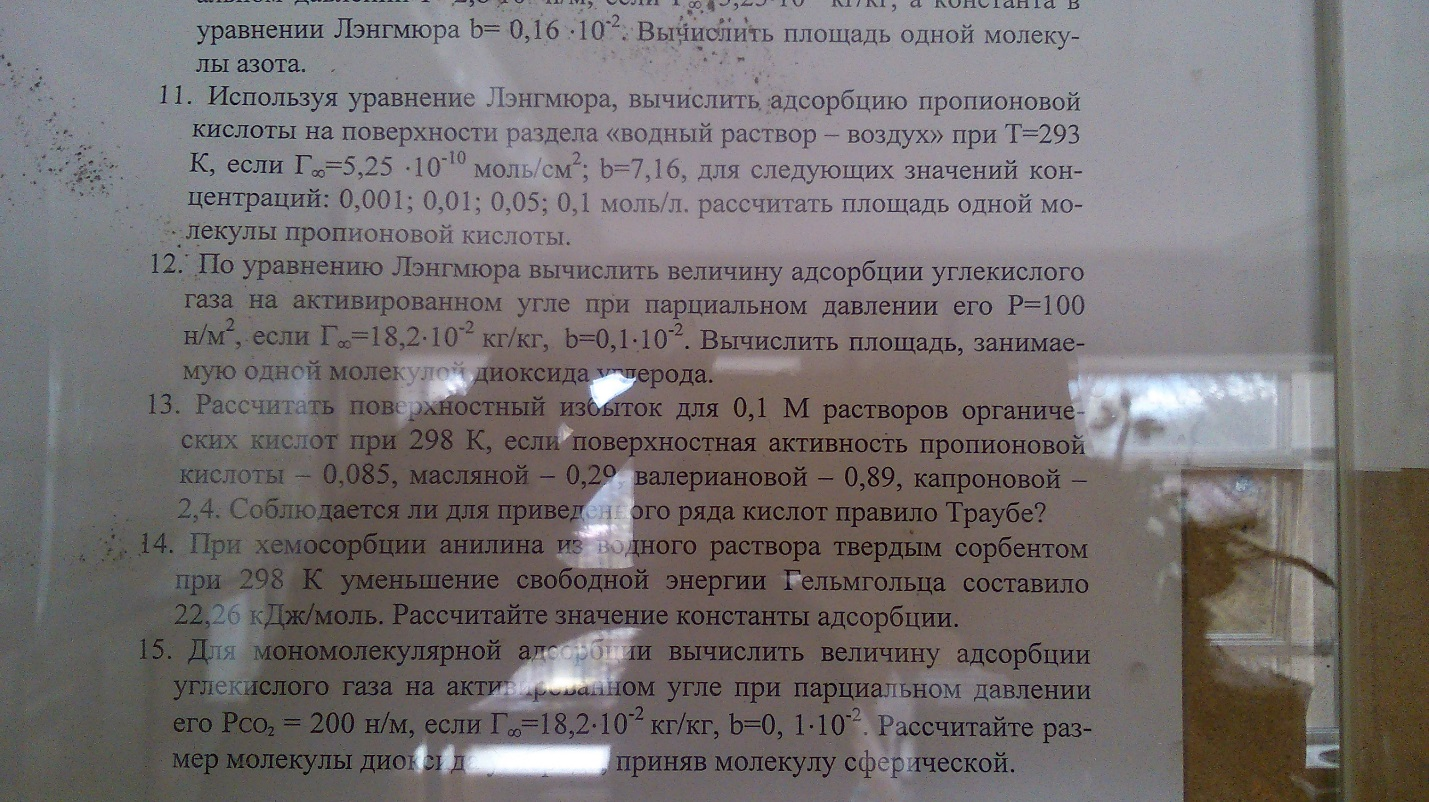 альном давлении
уравнении Лэнгмюра b= 0,16 ·10⁻². Вычислить площадь одной молеку-
лы азота.
11. Используя уравнение Лэнгмюра, вычислить адсорбцию пропионовой
кислоты на поверхности раздела «водный раствор – воздух» при T=293
К, если Г∞=5,25 ·10⁻¹⁰ моль/см²; b=7,16, для следующих значений кон-
центраций: 0,001; 0,01; 0,05; 0,1 моль/л. рассчитать площадь одной мо-
лекулы пропионовой кислоты.
12. По уравнению Лэнгмюра вычислить величину адсорбции углекислого
газа на активированном угле при парциальном давлении его Р=100
н/м², если Г∞=18,2·10⁻² кг/кг, b=0,1·10⁻². Вычислить площадь, занимае-
мую одной молекулой диоксида углерода.
13. Рассчитать поверхностный избыток для 0,1 М растворов органиче-
ских кислот при 298 К, если поверхностная активность пропионовой
кислоты – 0,085, масляной – 0,29, валериановой – 0,89, капроновой –
2,4. Соблюдается ли для приведенного ряда кислот правило Траубе?
14. При хемосорбции анилина из водного раствора твердым сорбентом
при 298 К уменьшение свободной энергии Гельмгольца составило
22,26 кДж/моль. Рассчитайте значение константы адсорбции.
15. Для мономолекулярной адсорбции вычислить величину адсорбции
углекислого газа на активированном угле при парциальном давлении
его Рсо₂ = 200 н/м, если Г∞=18,2·10⁻² кг/кг, b=0, 1·10⁻². Рассчитайте раз-
мер молекулы диоксида , приняв молекулу сферической.